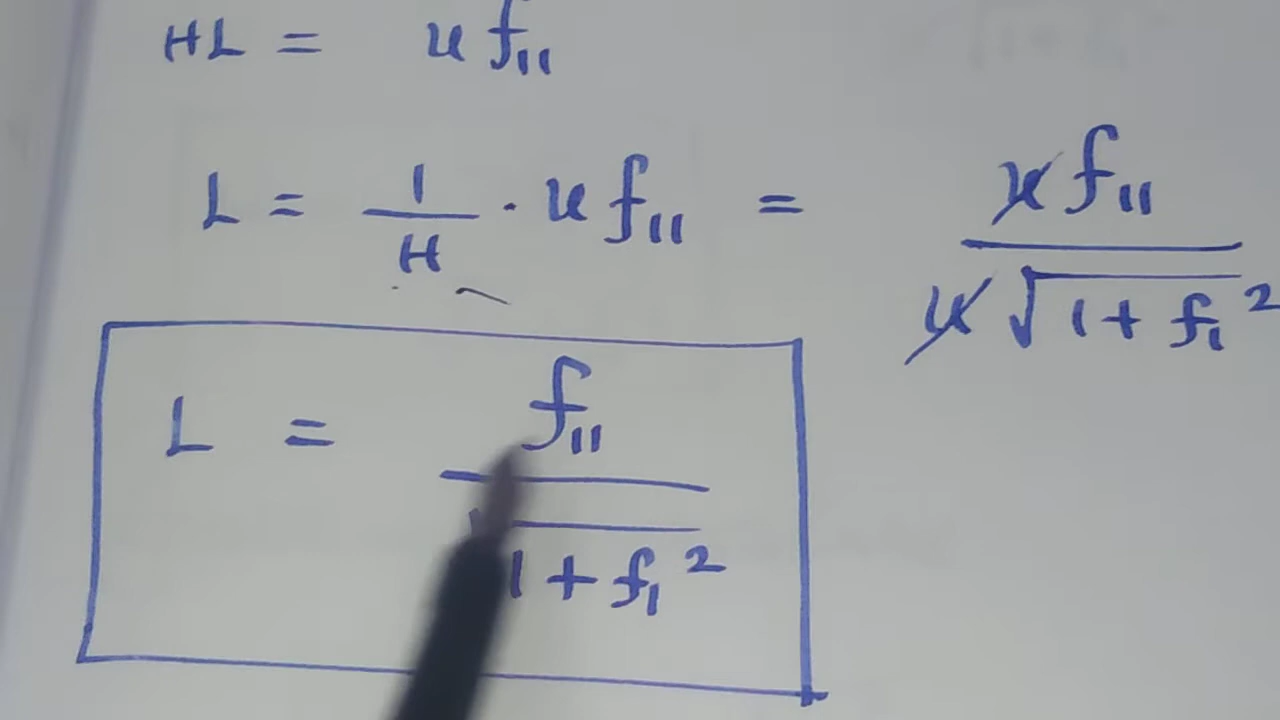 HL = u f₁₁
L = 1/H · u f₁₁ = u f₁₁ / u √(1 + f₁²)
L = f₁₁ / √(1 + f₁²)